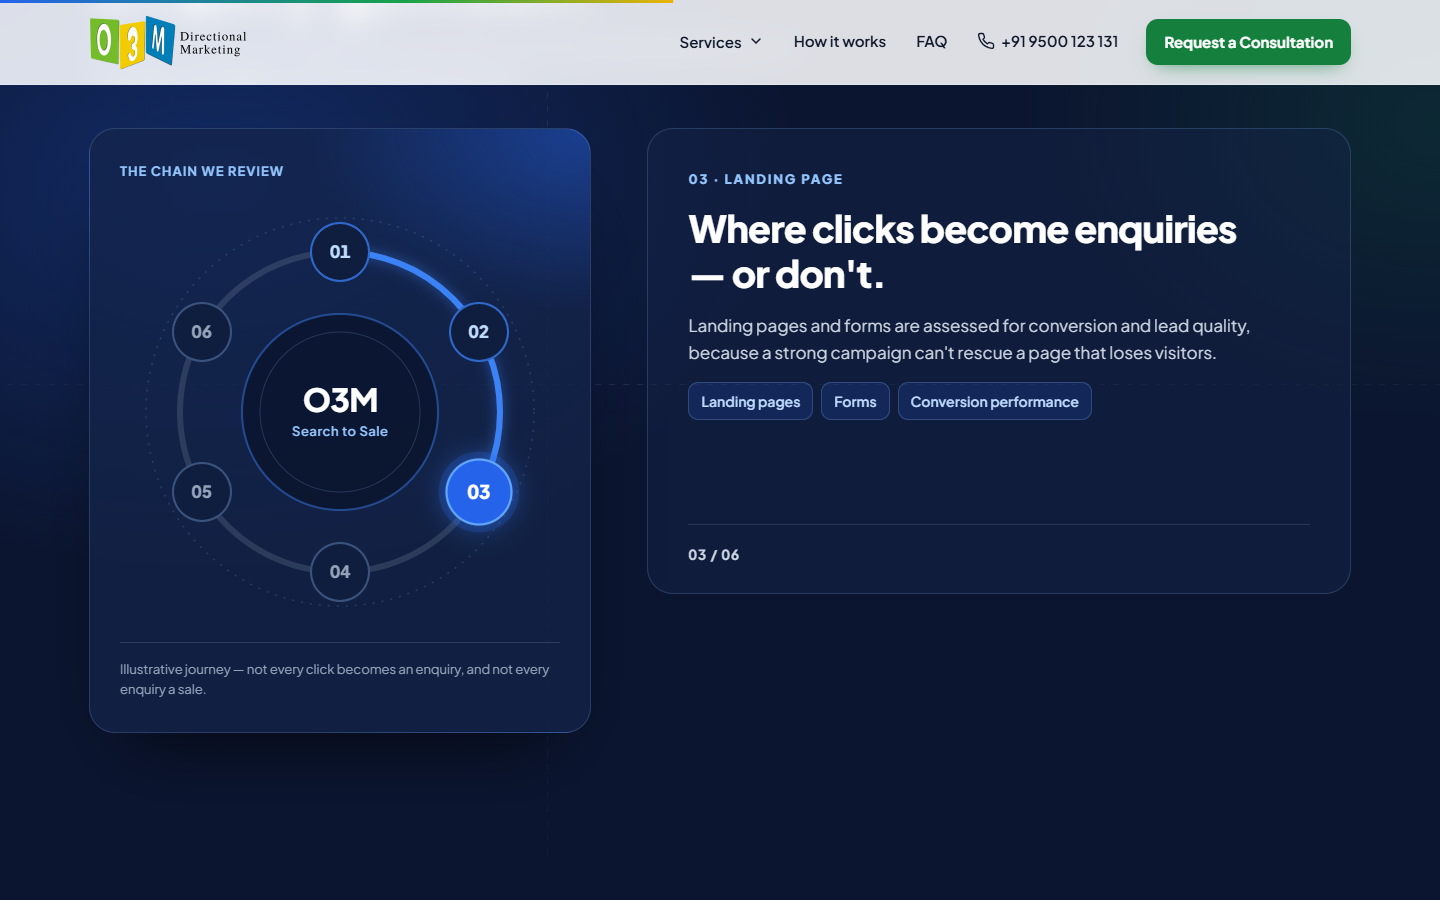 O3M Directional
Marketing
Services
How it works
FAQ
+91 9500 123 131
Request a Consultation
THE CHAIN WE REVIEW
01
02
03
04
05
06
O3M
Search to Sale
Illustrative journey — not every click becomes an enquiry, and not every
enquiry a sale.
03 · LANDING PAGE
Where clicks become enquiries
— or don't.
Landing pages and forms are assessed for conversion and lead quality,
because a strong campaign can't rescue a page that loses visitors.
Landing pages
Forms
Conversion performance
03 / 06